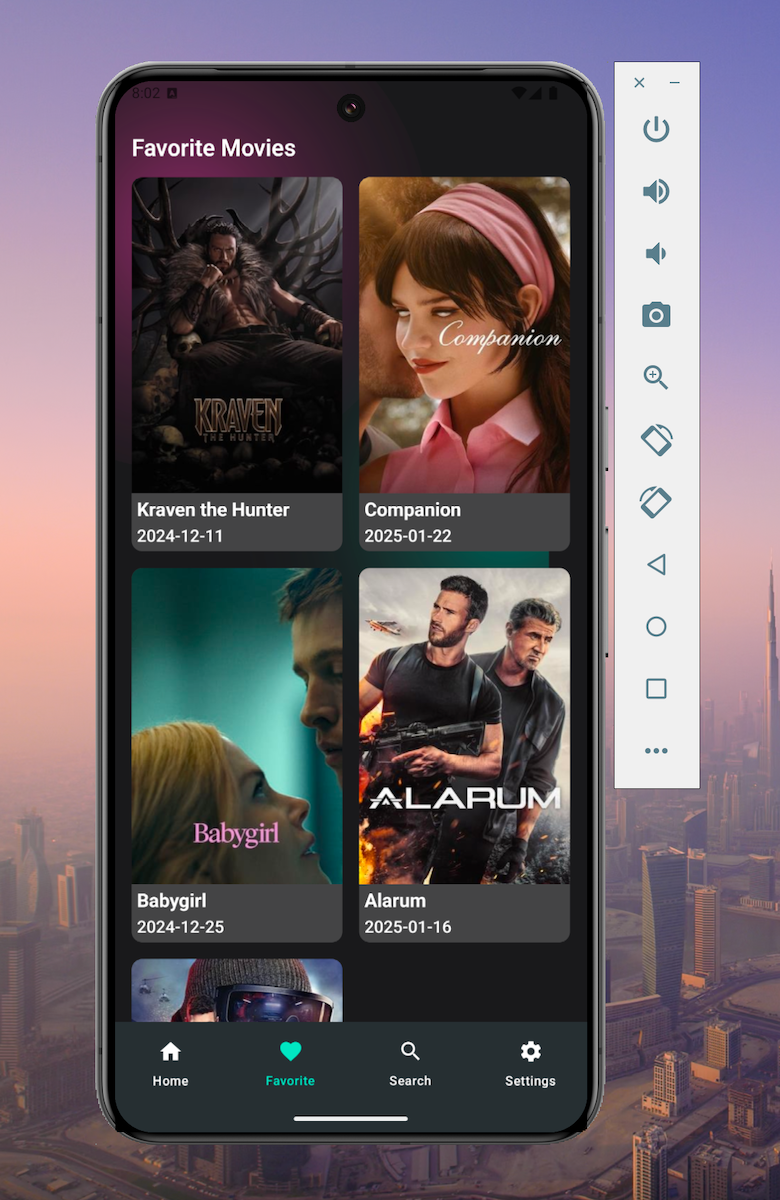 8:02
Favorite Movies
KRAVEN
THE HUNTER
Companion
Kraven the Hunter
2024-12-11
Companion
2025-01-22
Babygirl
ALARUM
Babygirl
2024-12-25
Alarum
2025-01-16
Home
Favorite
Search
Settings